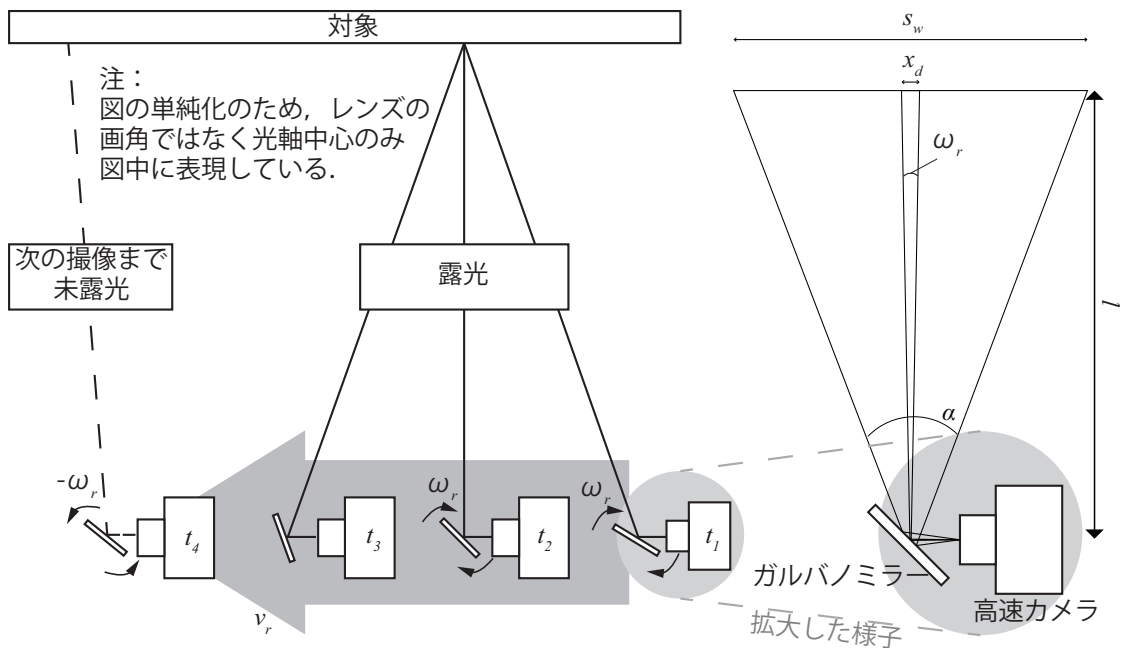 対象
注：
図の単純化のため，レンズの
画角ではなく光軸中心のみ
図中に表現している．
次の撮像まで
未露光
露光
-ω_r
t_4
t_3
ω_r
t_2
ω_r
t_1
v_r
s_w
x_d
ω_r
l
α
ガルバノミラー
高速カメラ
拡大した様子